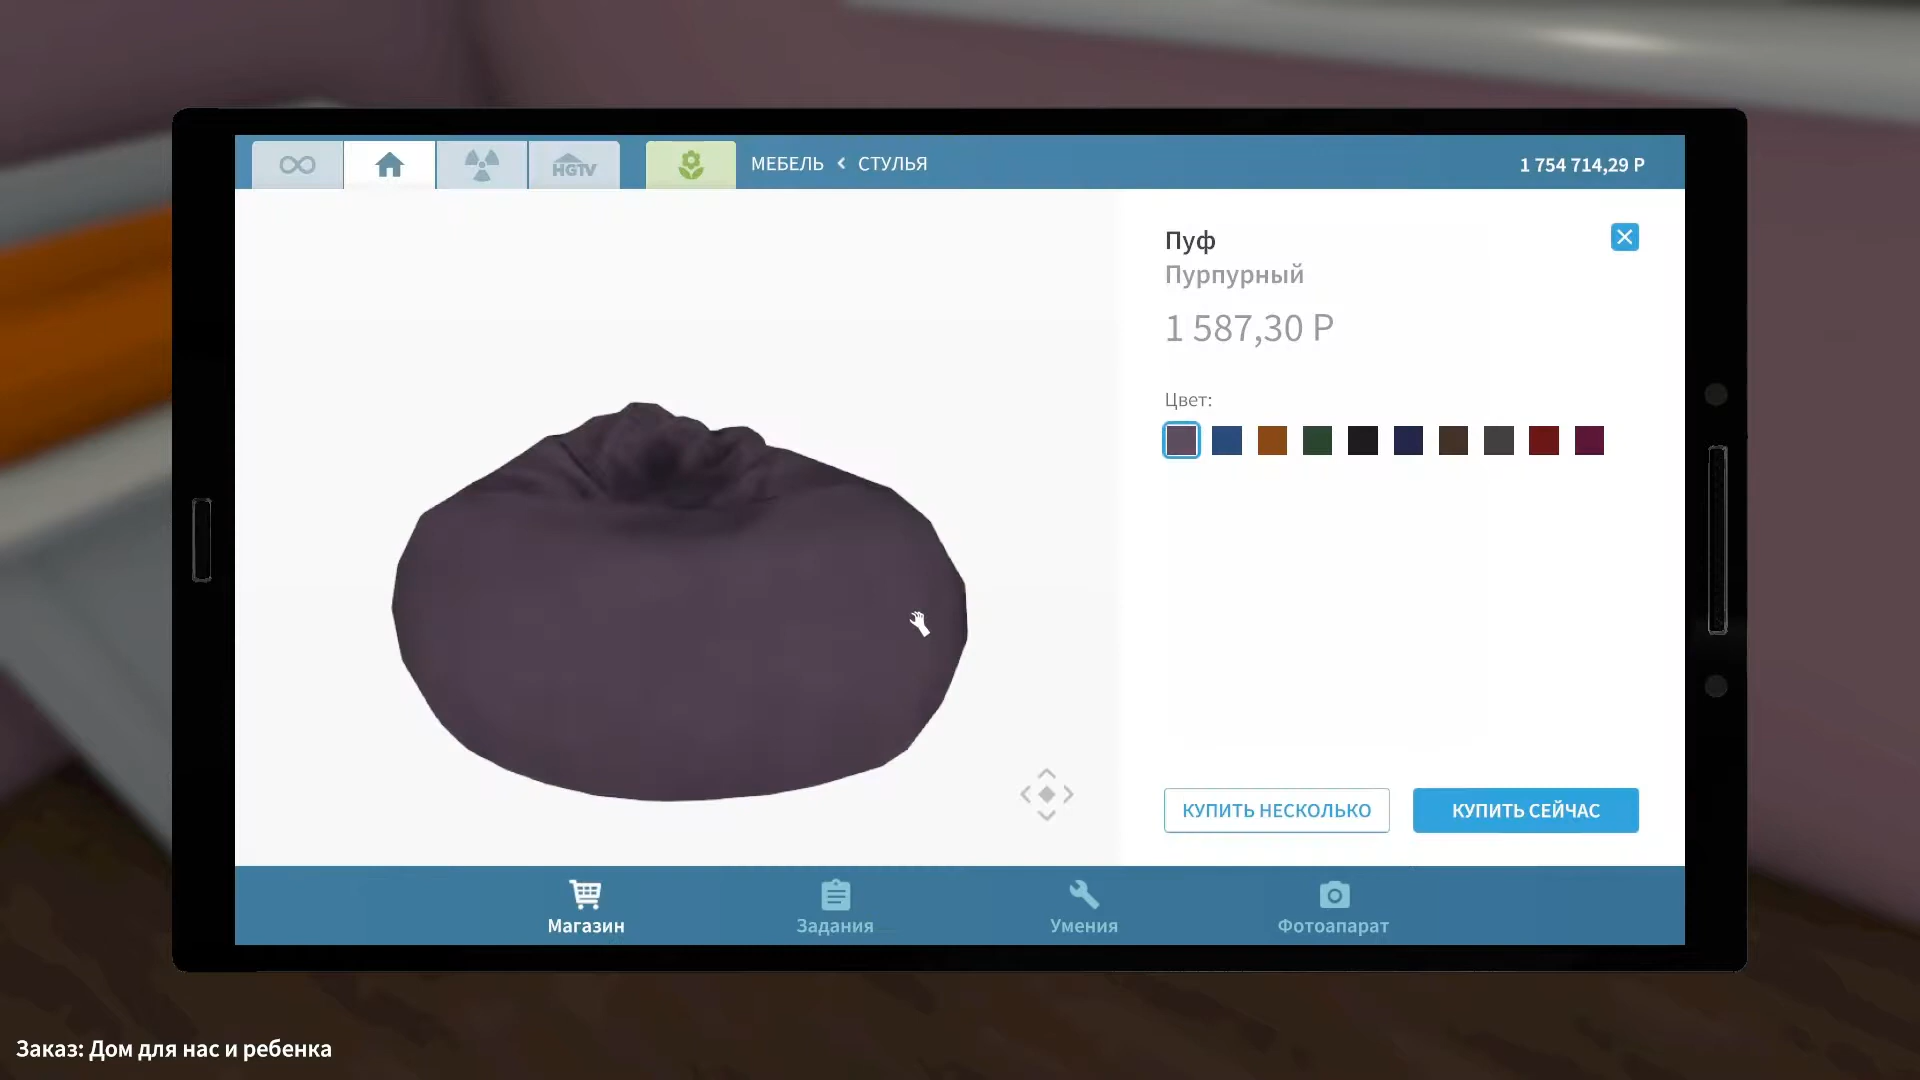 HGTV
МЕБЕЛЬ < СТУЛЬЯ
1 754 714,29 Р
Пуф
Пурпурный
1 587,30 Р
Цвет:
КУПИТЬ НЕСКОЛЬКО
КУПИТЬ СЕЙЧАС
Магазин
Задания
Умения
Фотоапарат
Заказ: Дом для нас и ребенка